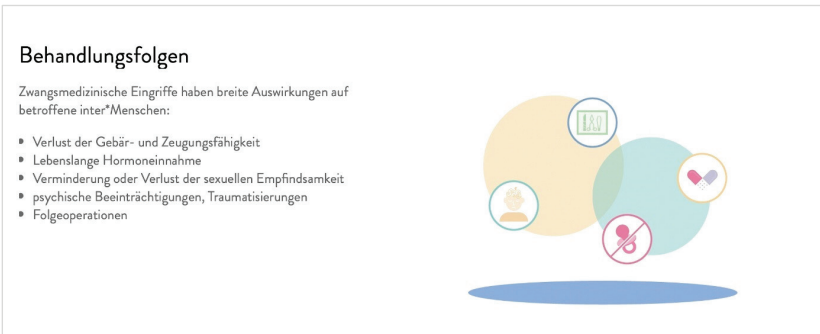 Behandlungsfolgen
Zwangsmedizinische Eingriffe haben breite Auswirkungen auf
betroffene inter*Menschen:
Verlust der Gebär- und Zeugungsfähigkeit
Lebenslange Hormoneinnahme
Verminderung oder Verlust der sexuellen Empfindsamkeit
psychische Beeinträchtigungen, Traumatisierungen
Folgeoperationen